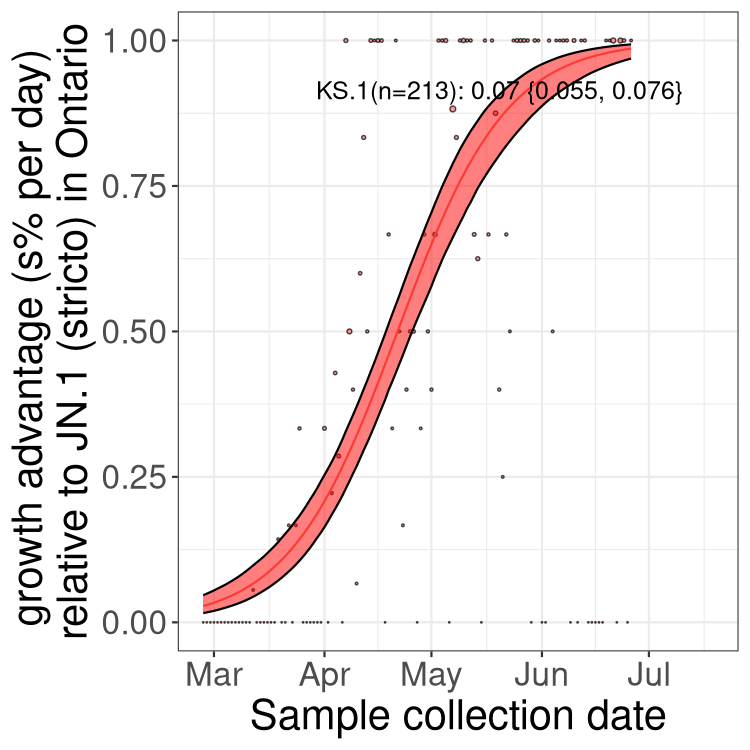 growth advantage (s% per day)
relative to JN.1 (stricto) in Ontario
1.00
0.75
0.50
0.25
0.00
KS.1(n=213): 0.07 {0.055, 0.076}
Mar Apr May Jun Jul
Sample collection date